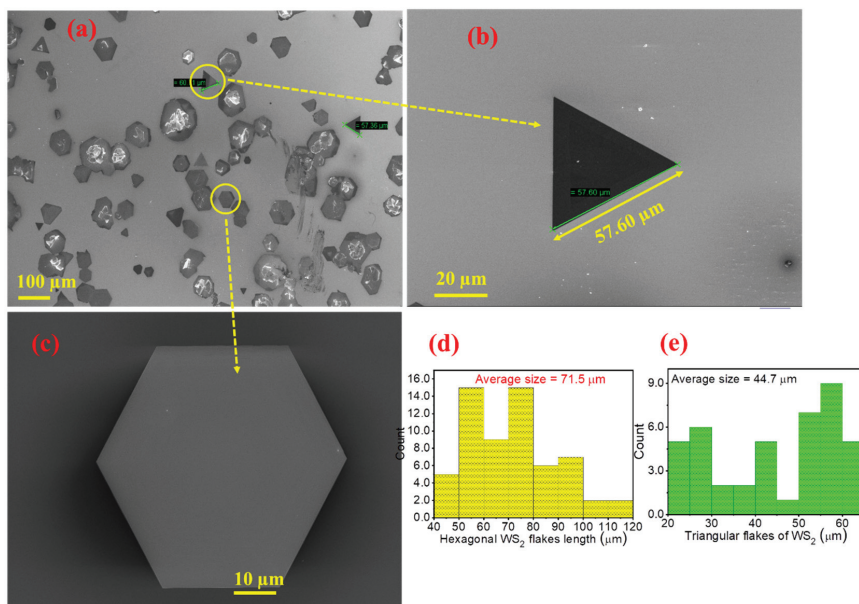 (a)
= 57.36 µm
100 µm
(b)
= 57.60 µm
57.60 µm
20 µm
(c)
10 µm
(d)
Average size = 71.5 µm
16.0
14.0
12.0
10.0
8.0
6.0
4.0
2.0
0.0
Count
40 50 60 70 80 90 100 110 120
Hexagonal WS₂ flakes length (µm)
(e)
Average size = 44.7 µm
9.0
6.0
3.0
Count
20 30 40 50 60
Triangular flakes of WS₂ (µm)